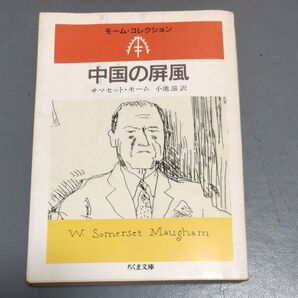 モーム・コレクション
中国の屏風
サマセット・モーム 小池滋訳
W. Somerset Maugham
ちくま文庫